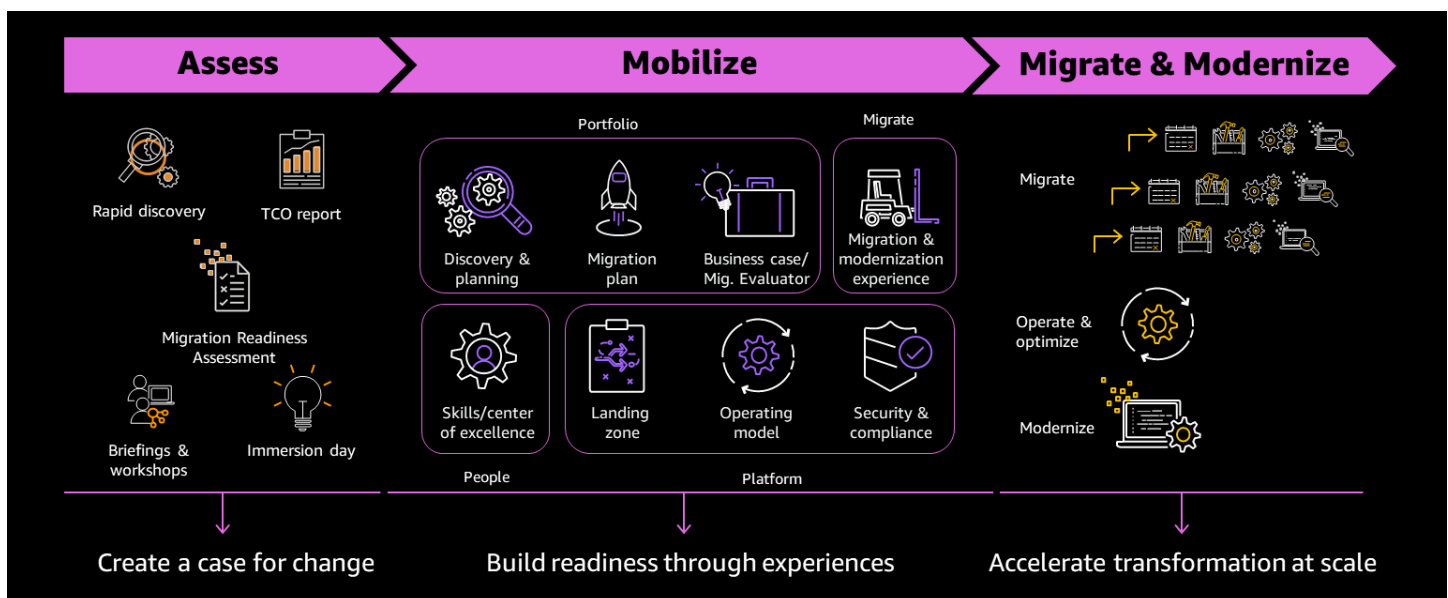 Assess
Mobilize
Migrate & Modernize
Rapid discovery
TCO report
Migration Readiness
Assessment
Briefings &
workshops
Immersion day
Portfolio
Migrate
Discovery &
planning
Migration
plan
Business case/
Mig. Evaluator
Migration &
modernization
experience
Skills/center
of excellence
Landing
zone
Operating
model
Security &
compliance
People
Platform
Migrate
Operate &
optimize
Modernize
Create a case for change
Build readiness through experiences
Accelerate transformation at scale